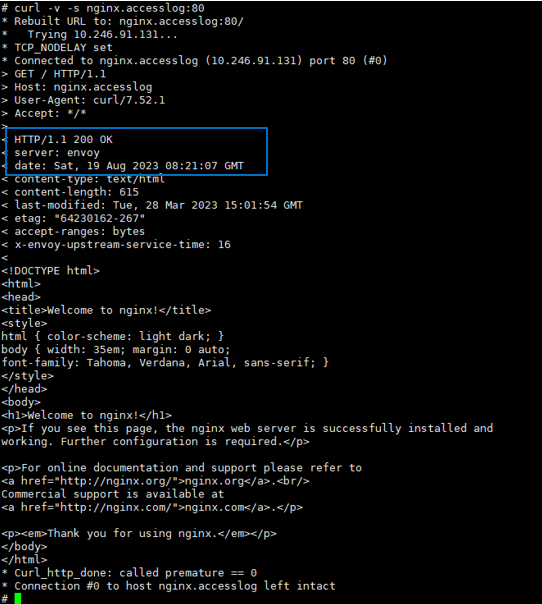 # curl -v -s nginx.accesslog:80
* Rebuilt URL to: nginx.accesslog:80/
*   Trying 10.246.91.131...
* TCP_NODELAY set
* Connected to nginx.accesslog (10.246.91.131) port 80 (#0)
> GET / HTTP/1.1
> Host: nginx.accesslog
> User-Agent: curl/7.52.1
> Accept: */*
>
< HTTP/1.1 200 OK
< server: envoy
< date: Sat, 19 Aug 2023 08:21:07 GMT
< content-type: text/html
< content-length: 615
< last-modified: Tue, 28 Mar 2023 15:01:54 GMT
< etag: "64230162-267"
< accept-ranges: bytes
< x-envoy-upstream-service-time: 16
<
<!DOCTYPE html>
<html>
<head>
<title>Welcome to nginx!</title>
<style>
html { color-scheme: light dark; }
body { width: 35em; margin: 0 auto;
font-family: Tahoma, Verdana, Arial, sans-serif; }
</style>
</head>
<body>
<h1>Welcome to nginx!</h1>
<p>If you see this page, the nginx web server is successfully installed and
working. Further configuration is required.</p>

<p>For online documentation and support please refer to
<a href="http://nginx.org/">nginx.org</a>.<br/>
Commercial support is available at
<a href="http://nginx.com/">nginx.com</a>.</p>

<p><em>Thank you for using nginx.</em></p>
</body>
</html>
* Curl_http_done: called premature == 0
* Connection #0 to host nginx.accesslog left intact
#